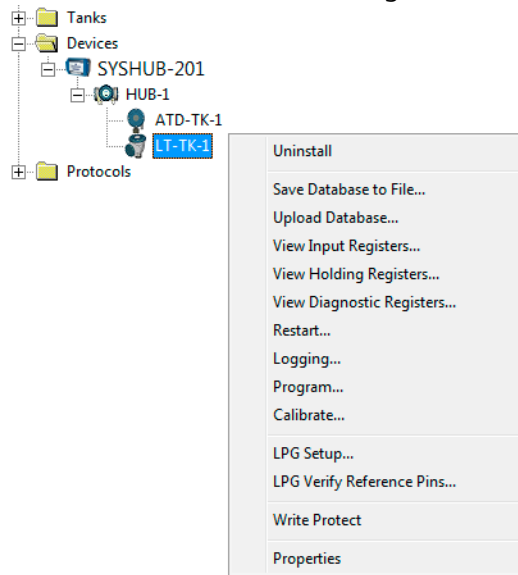 Tanks
Devices
SYSHUB-201
HUB-1
ATD-TK-1
LT-TK-1
Protocols
Uninstall
Save Database to File...
Upload Database...
View Input Registers...
View Holding Registers...
View Diagnostic Registers...
Restart...
Logging...
Program...
Calibrate...
LPG Setup...
LPG Verify Reference Pins...
Write Protect
Properties